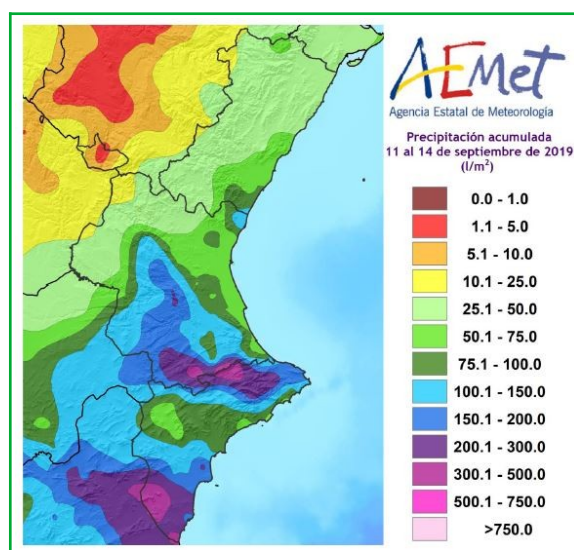 AEMet
Agencia Estatal de Meteorología
Precipitación acumulada
11 al 14 de septiembre de 2019
(l/m²)
0.0 - 1.0
1.1 - 5.0
5.1 - 10.0
10.1 - 25.0
25.1 - 50.0
50.1 - 75.0
75.1 - 100.0
100.1 - 150.0
150.1 - 200.0
200.1 - 300.0
300.1 - 500.0
500.1 - 750.0
>750.0